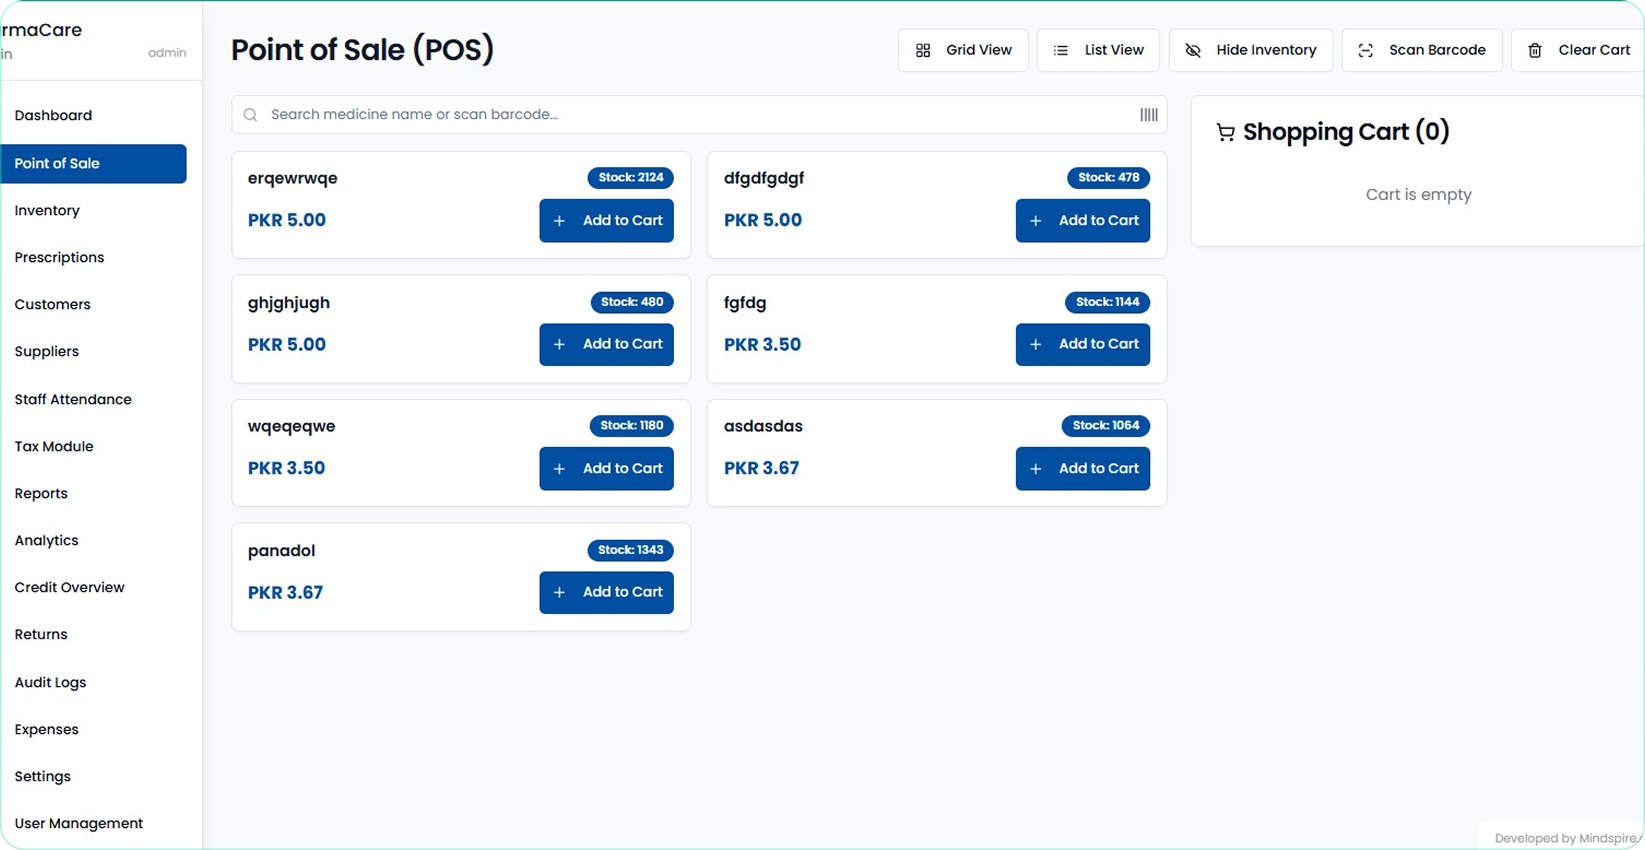 rmaCare
in
admin
Dashboard
Point of Sale
Inventory
Prescriptions
Customers
Suppliers
Staff Attendance
Tax Module
Reports
Analytics
Credit Overview
Returns
Audit Logs
Expenses
Settings
User Management
Point of Sale (POS)
Grid View
List View
Hide Inventory
Scan Barcode
Clear Cart
Search medicine name or scan barcode...
erqewrwqe
Stock: 2124
PKR 5.00
+ Add to Cart
dfgdfgdgf
Stock: 478
PKR 5.00
+ Add to Cart
ghjghjugh
Stock: 480
PKR 5.00
+ Add to Cart
fgfdg
Stock: 1144
PKR 3.50
+ Add to Cart
wqeqeqwe
Stock: 1180
PKR 3.50
+ Add to Cart
asdasdas
Stock: 1064
PKR 3.67
+ Add to Cart
panadol
Stock: 1343
PKR 3.67
+ Add to Cart
Shopping Cart (0)
Cart is empty
Developed by Mindspire.